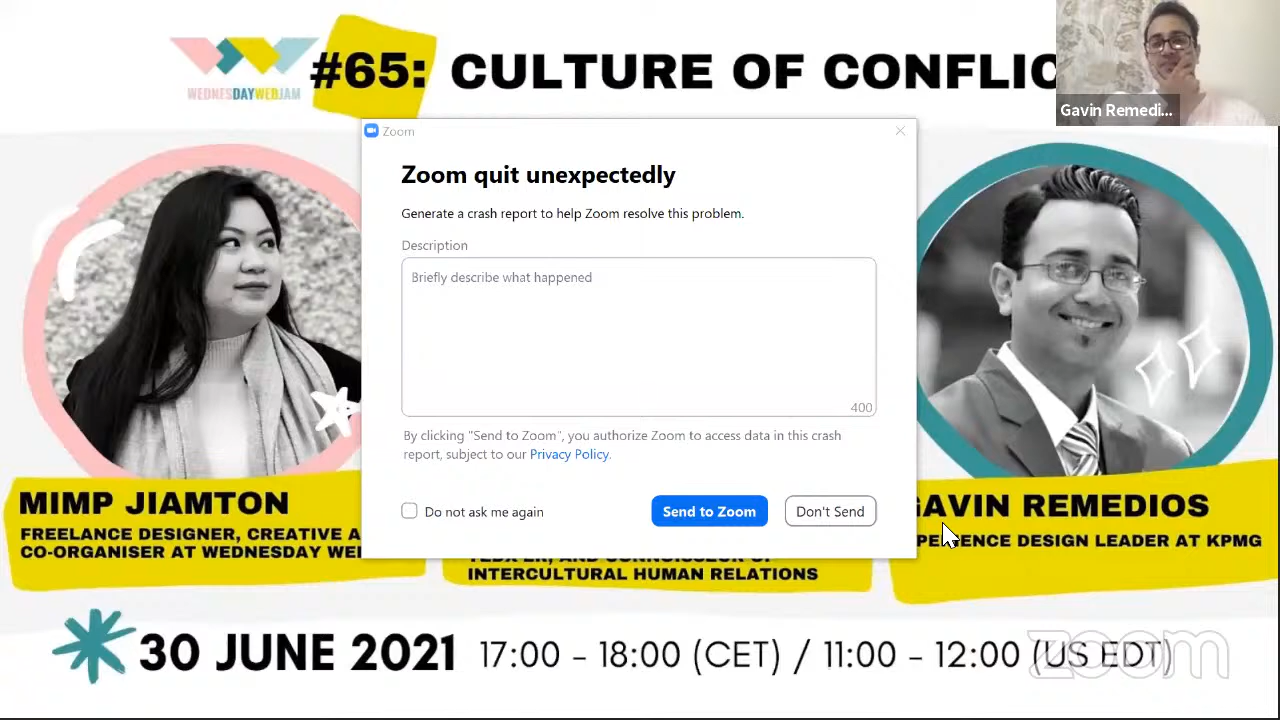 #65: CULTURE OF CONFLIC
WEDNESDAYWEBJAM
Gavin Remedi...
Zoom
Zoom quit unexpectedly
Generate a crash report to help Zoom resolve this problem.
Description
Briefly describe what happened
400
By clicking "Send to Zoom", you authorize Zoom to access data in this crash
report, subject to our Privacy Policy.
Do not ask me again
Send to Zoom
Don't Send
MIMP JIAMTON
FREELANCE DESIGNER, CREATIVE A
CO-ORGANISER AT WEDNESDAY WE
INTERCULTURAL HUMAN RELATIONS
GAVIN REMEDIOS
PERIENCE DESIGN LEADER AT KPMG
30 JUNE 2021
17:00 – 18:00 (CET) / 11:00 – 12:00 (US EDT)
zoom